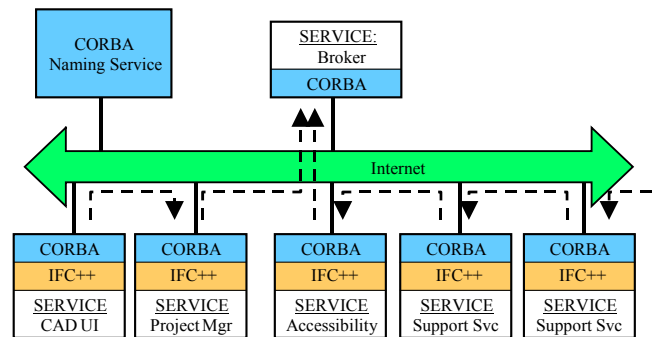 CORBA
Naming Service
SERVICE:
Broker
CORBA
Internet
CORBA
IFC++
SERVICE
CAD UI
CORBA
IFC++
SERVICE
Project Mgr
CORBA
IFC++
SERVICE
Accessibility
CORBA
IFC++
SERVICE
Support Svc
CORBA
IFC++
SERVICE
Support Svc